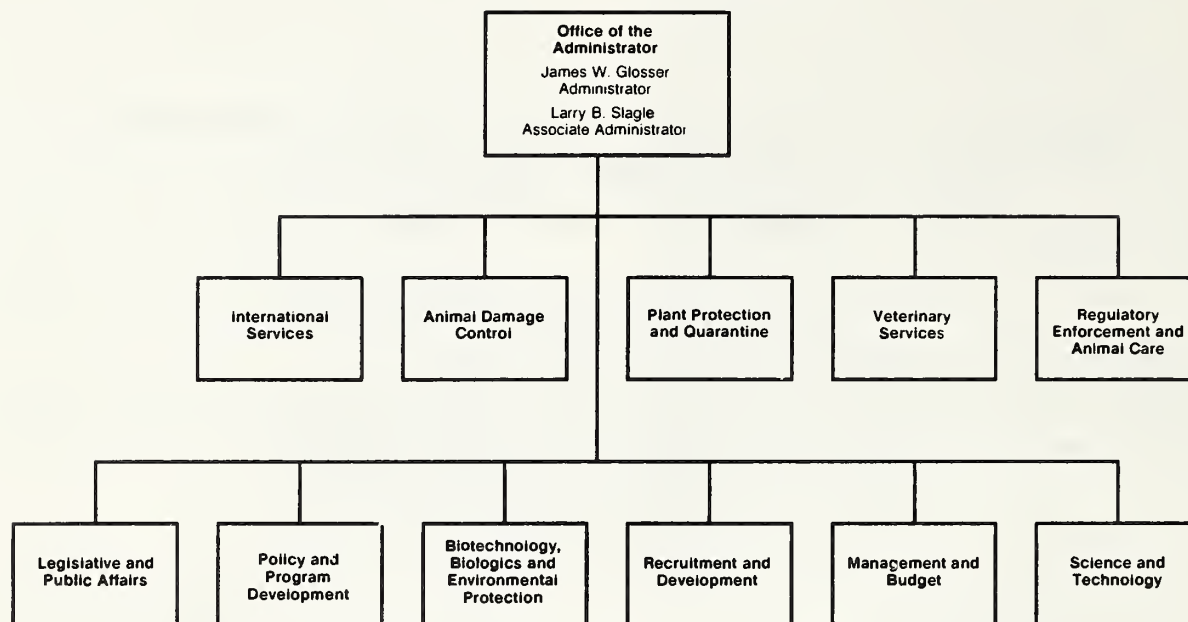 Office of the
Administrator
James W. Glosser
Administrator
Larry B. Slagle
Associate Administrator
International
Services
Animal Damage
Control
Plant Protection
and Quarantine
Veterinary
Services
Regulatory
Enforcement and
Animal Care
Legislative and
Public Affairs
Policy and
Program
Development
Biotechnology,
Biologics and
Environmental
Protection
Recruitment and
Development
Management and
Budget
Science and
Technology